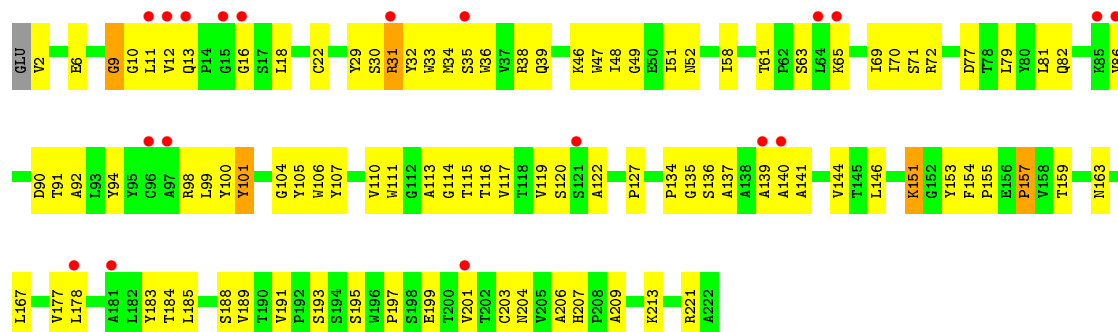 GLU V2 E6 G9 G10 L11 V12 Q13 P14 G15 G16 S17 L18 C22 Y29 S30 R31 Y32 W33 M34 S35 W36 V37 R38 Q39 K46 W47 I48 G49 E50 I51 N52 I58 T61 P62 S63 L64 K65 I69 I70 S71 R72 D77 T78 L79 Y80 L81 Q82 K85
D90 T91 A92 L93 Y94 Y95 C96 A97 R98 L99 Y100 Y101 G104 Y105 W106 Y107 V110 W111 G112 A113 G114 T115 T116 V117 T118 V119 S120 S121 A122 P127 P134 G135 S136 A137 A138 A139 A140 A141 V144 T145 L146 K151 G152 Y153 F154 P155 E156 P157 V158 T159 N163
L167 V177 L178 A181 L182 Y183 T184 L185 S188 V189 T190 V191 P192 S193 S194 S195 W196 P197 S198 E199 T200 V201 T202 C203 N204 V205 A206 H207 P208 A209 K213 R221 A222